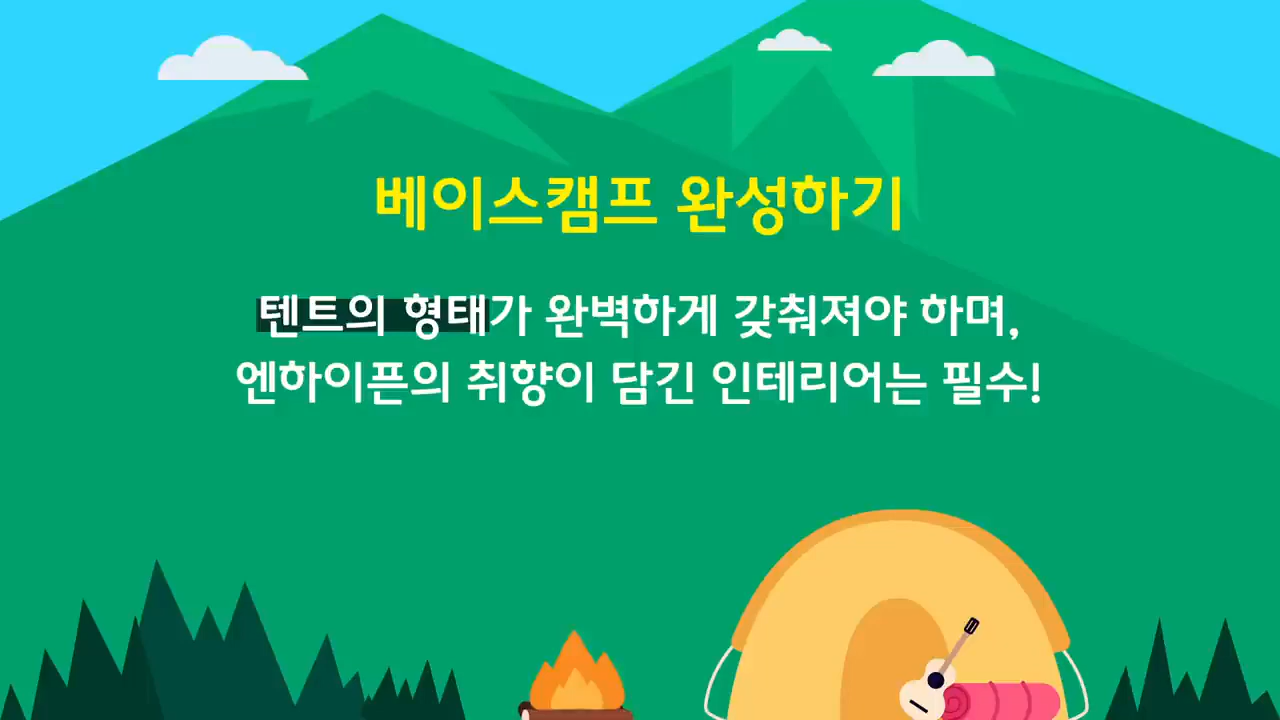 베이스캠프 완성하기
텐트의 형태가 완벽하게 갖춰져야 하며,
엔하이픈의 취향이 담긴 인테리어는 필수!